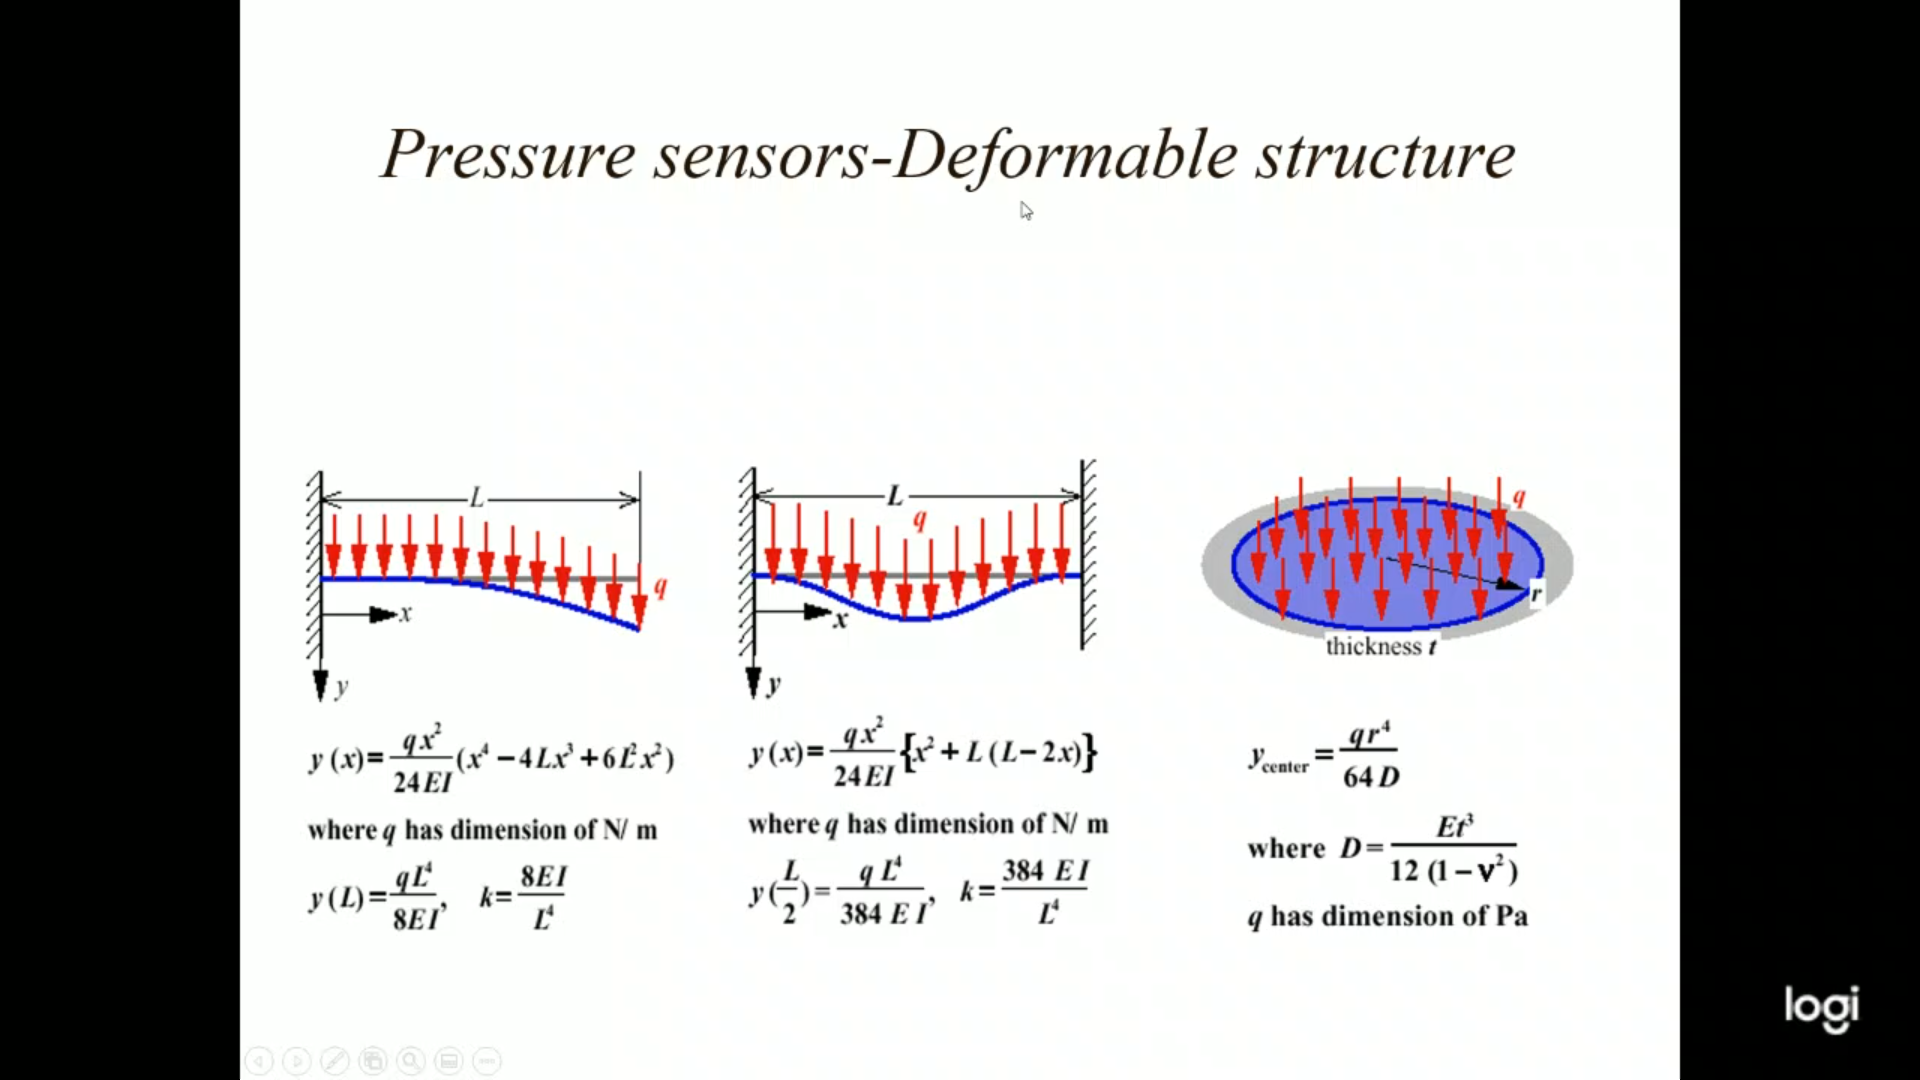 Pressure sensors-Deformable structure
L
q
x
y
y(x)=\frac{qx^2}{24EI}(x^4-4Lx^3+6L^2x^2)
where q has dimension of N/ m
y(L)=\frac{qL^4}{8EI}, k=\frac{8EI}{L^4}
L
q
x
y
y(x)=\frac{qx^2}{24EI}{x^2+L(L-2x)}
where q has dimension of N/ m
y(\frac{L}{2})=\frac{qL^4}{384 E I}, k=\frac{384 E I}{L^4}
q
r
thickness t
y_{center}=\frac{qr^4}{64D}
where D=\frac{Et^3}{12(1-v^2)}
q has dimension of Pa
logi